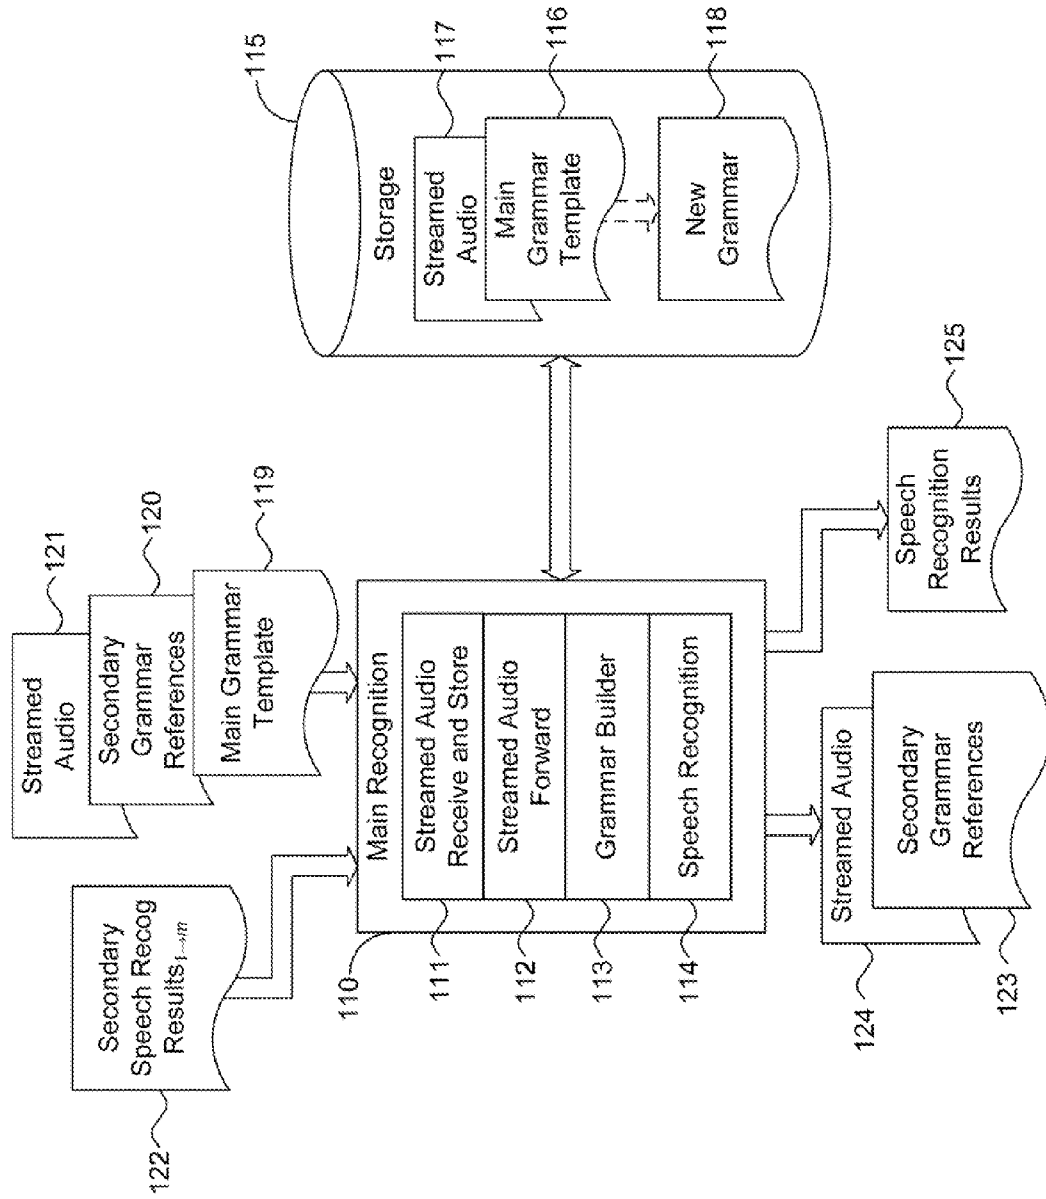 121
Streamed
Audio
120
Secondary
Grammar
References
119
Main Grammar
Template
122
Secondary
Speech Recog
Results1→m
110
Main Recognition
111
Streamed Audio
Receive and Store
112
Streamed Audio
Forward
113
Grammar Builder
114
Speech Recognition
115
Storage
117
Streamed
Audio
116
Main
Grammar
Template
118
New
Grammar
124
Streamed Audio
123
Secondary
Grammar
References
125
Speech
Recognition
Results